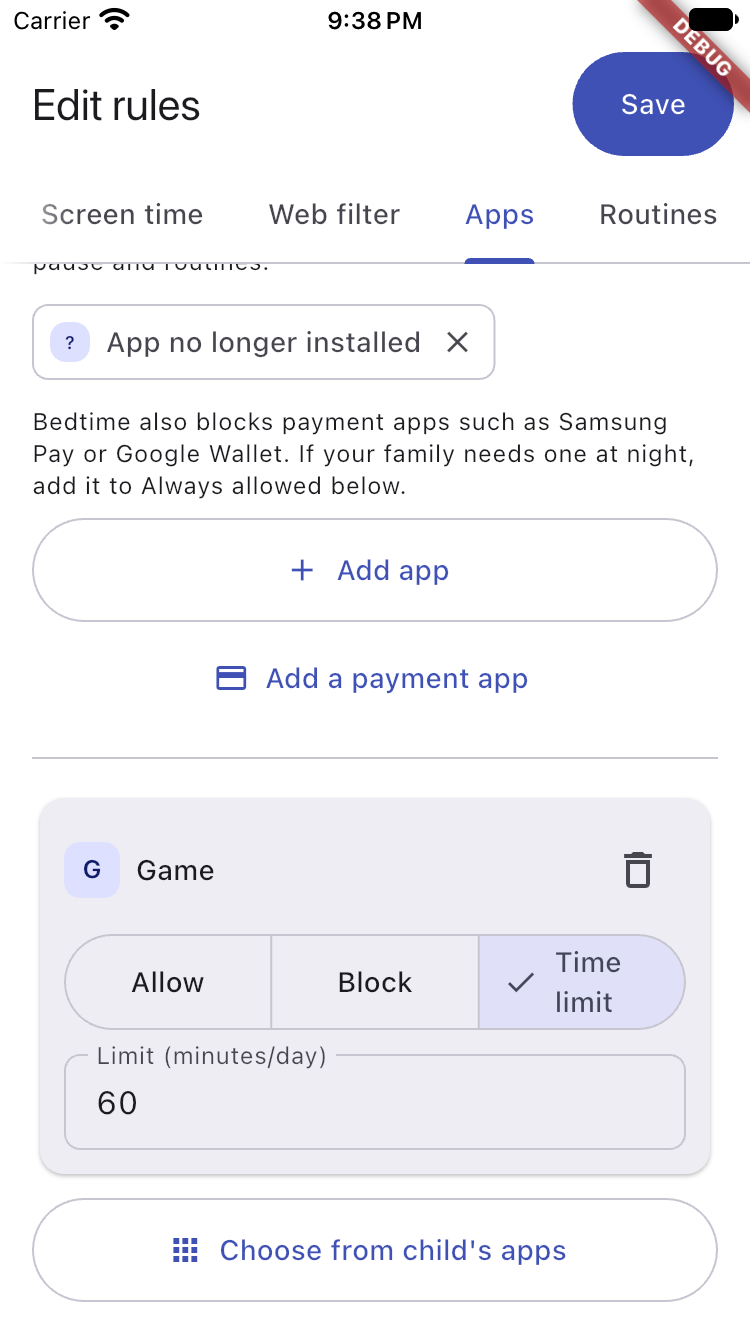 Carrier 9:38 PM
DEBUG
Edit rules
Save
Screen time Web filter Apps Routines
pause and routines.
? App no longer installed
Bedtime also blocks payment apps such as Samsung
Pay or Google Wallet. If your family needs one at night,
add it to Always allowed below.
+ Add app
Add a payment app
G Game
Allow Block Time
limit
Limit (minutes/day)
60
Choose from child's apps